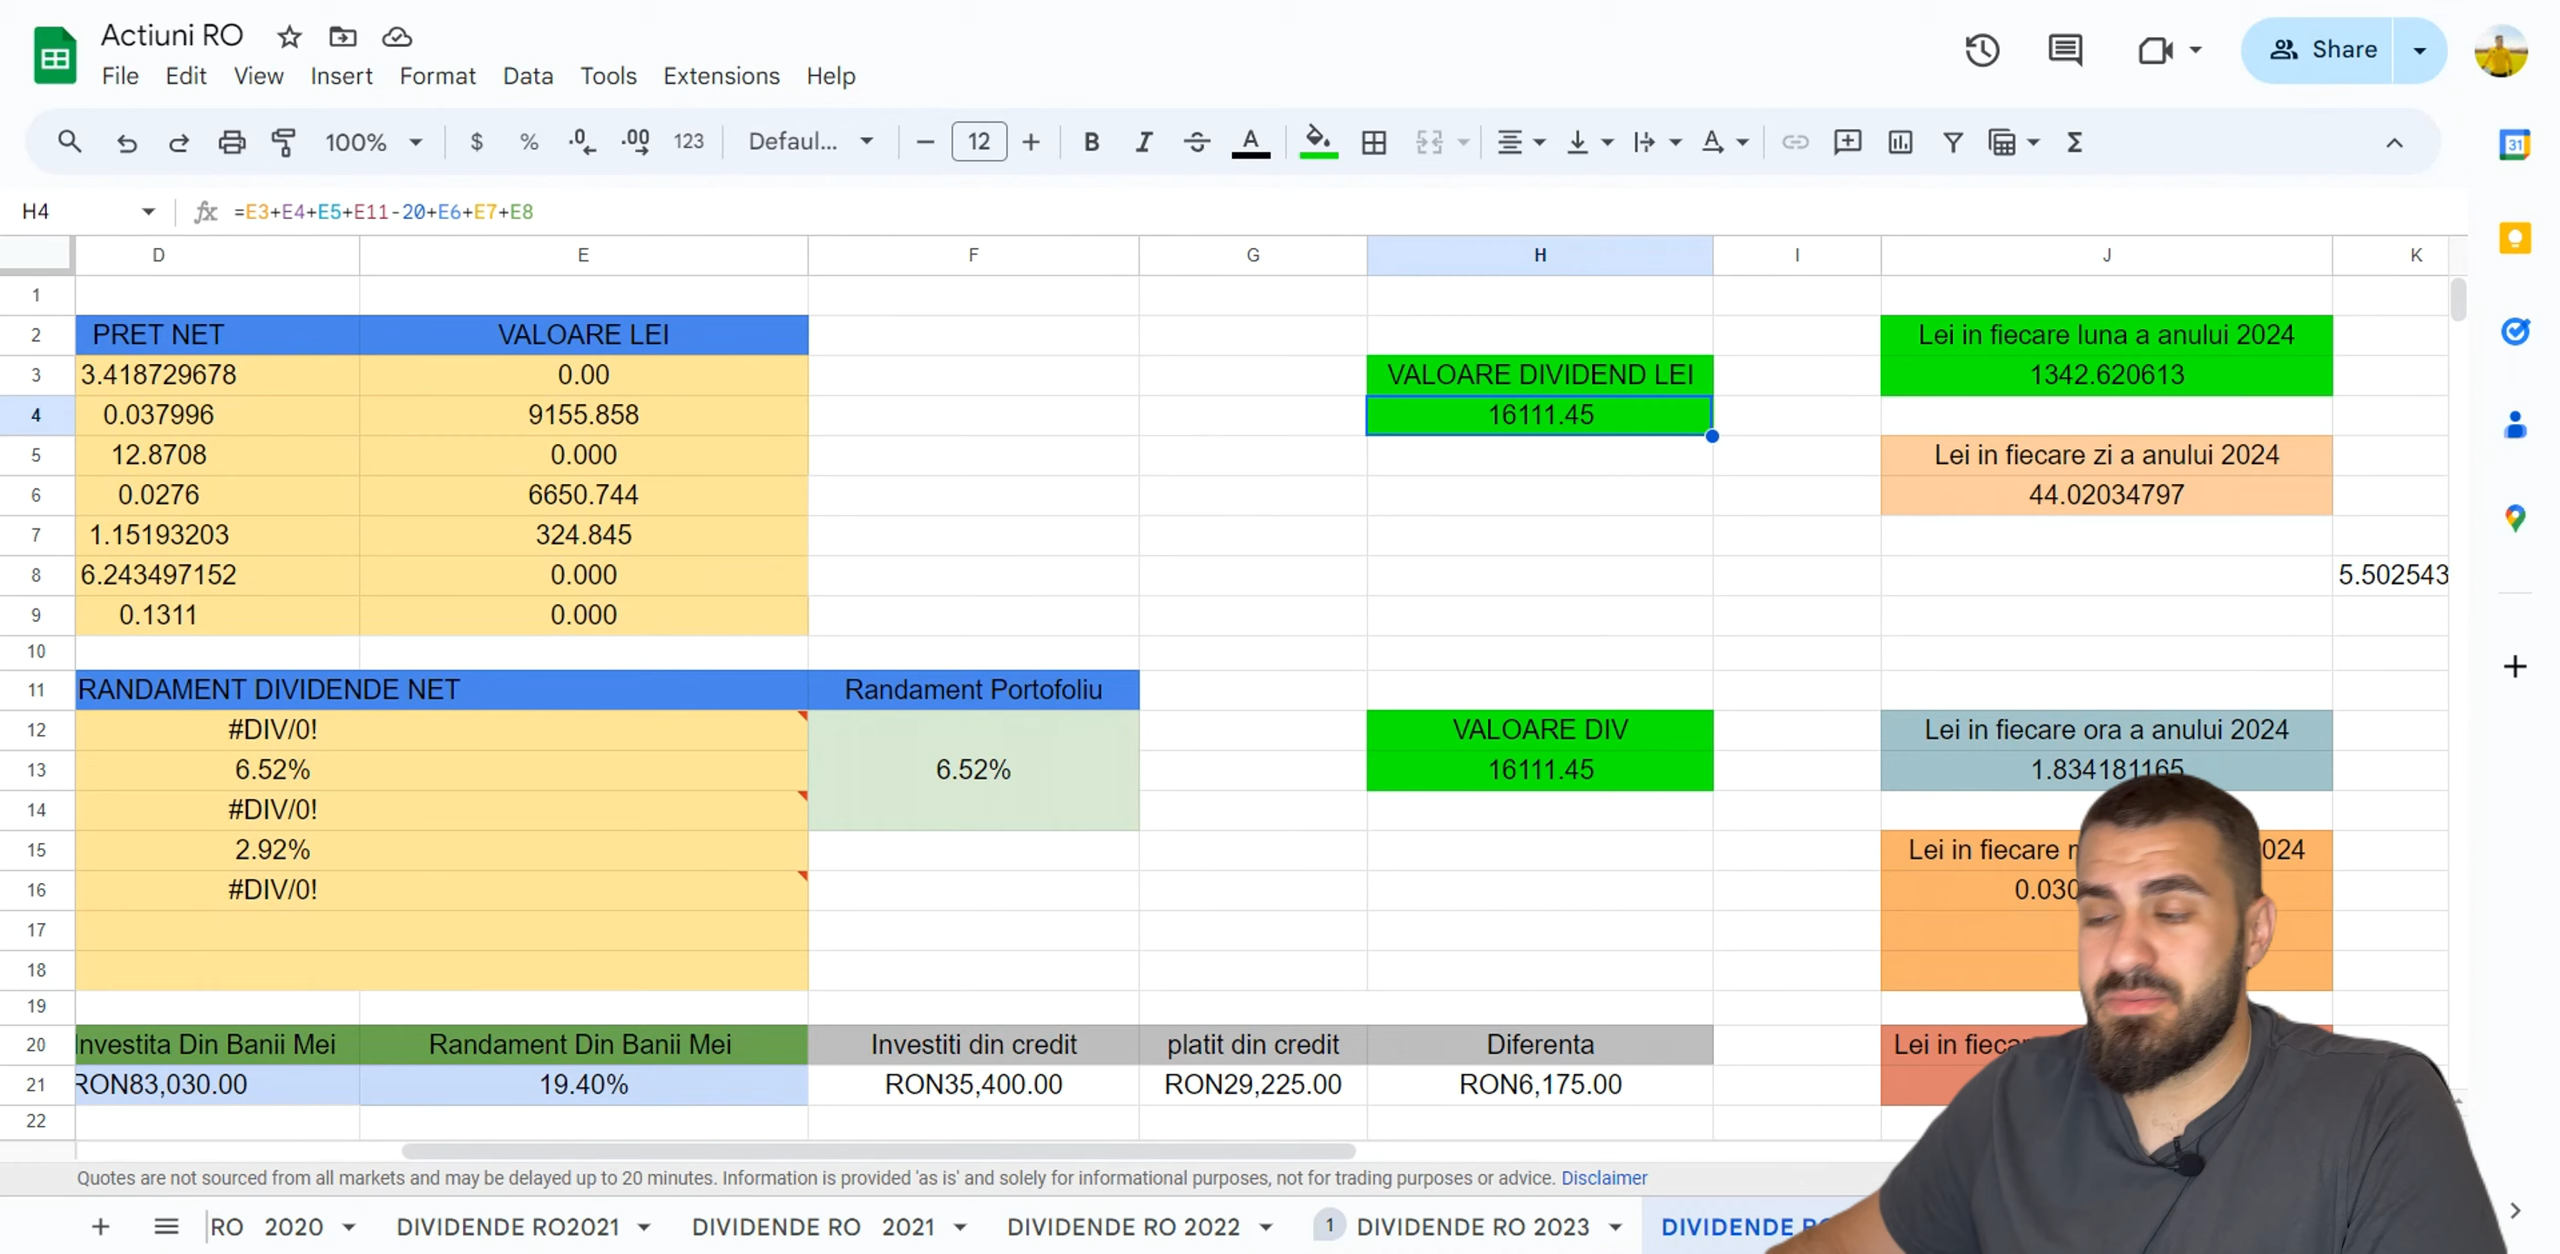 Actiuni RO
File Edit View Insert Format Data Tools Extensions Help
Share
100% $ % .0 .00 123 Defaul... 12 B I A
31
H4 fx =E3+E4+E5+E11-20+E6+E7+E8
D E F G H I J K
1
2 PRET NET VALOARE LEI Lei in fiecare luna a anului 2024
3 3.418729678 0.00 VALOARE DIVIDEND LEI 1342.620613
4 0.037996 9155.858 16111.45
5 12.8708 0.000 Lei in fiecare zi a anului 2024
6 0.0276 6650.744 44.02034797
7 1.15193203 324.845
8 6.243497152 0.000 5.502543
9 0.1311 0.000
10
11 RANDAMENT DIVIDENDE NET Randament Portofoliu
12 #DIV/0! VALOARE DIV Lei in fiecare ora a anului 2024
13 6.52% 6.52% 16111.45 1.834181165
14 #DIV/0!
15 2.92% Lei in fiecare 024
16 #DIV/0! 0.030
17
18
19
20 Investita Din Banii Mei Randament Din Banii Mei Investiti din credit platit din credit Diferenta Lei in
21 RON83,030.00 19.40% RON35,400.00 RON29,225.00 RON6,175.00
22
Quotes are not sourced from all markets and may be delayed up to 20 minutes. Information is provided 'as is' and solely for informational purposes, not for trading purposes or advice. Disclaimer
RO 2020 DIVIDENDE RO2021 DIVIDENDE RO 2021 DIVIDENDE RO 2022 1 DIVIDENDE RO 2023 DIVIDENDE